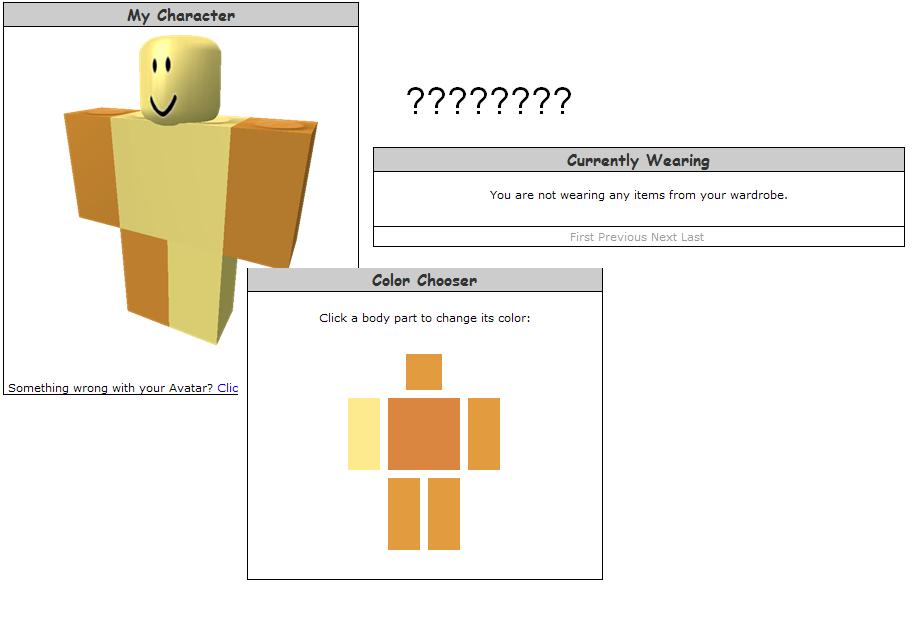 My Character
????????
Currently Wearing
You are not wearing any items from your wardrobe.
First Previous Next Last
Color Chooser
Click a body part to change its color:
Something wrong with your Avatar? Clic